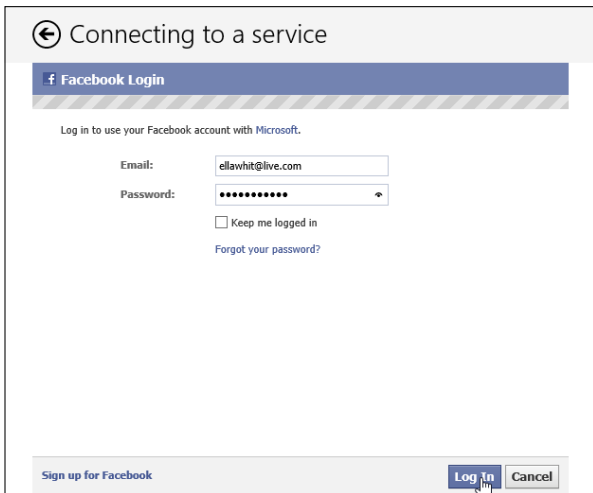 Connecting to a service
f Facebook Login
Log in to use your Facebook account with Microsoft.
Email: ellawhit@live.com
Password: •••••••••••
Keep me logged in
Forgot your password?
Sign up for Facebook Log In Cancel